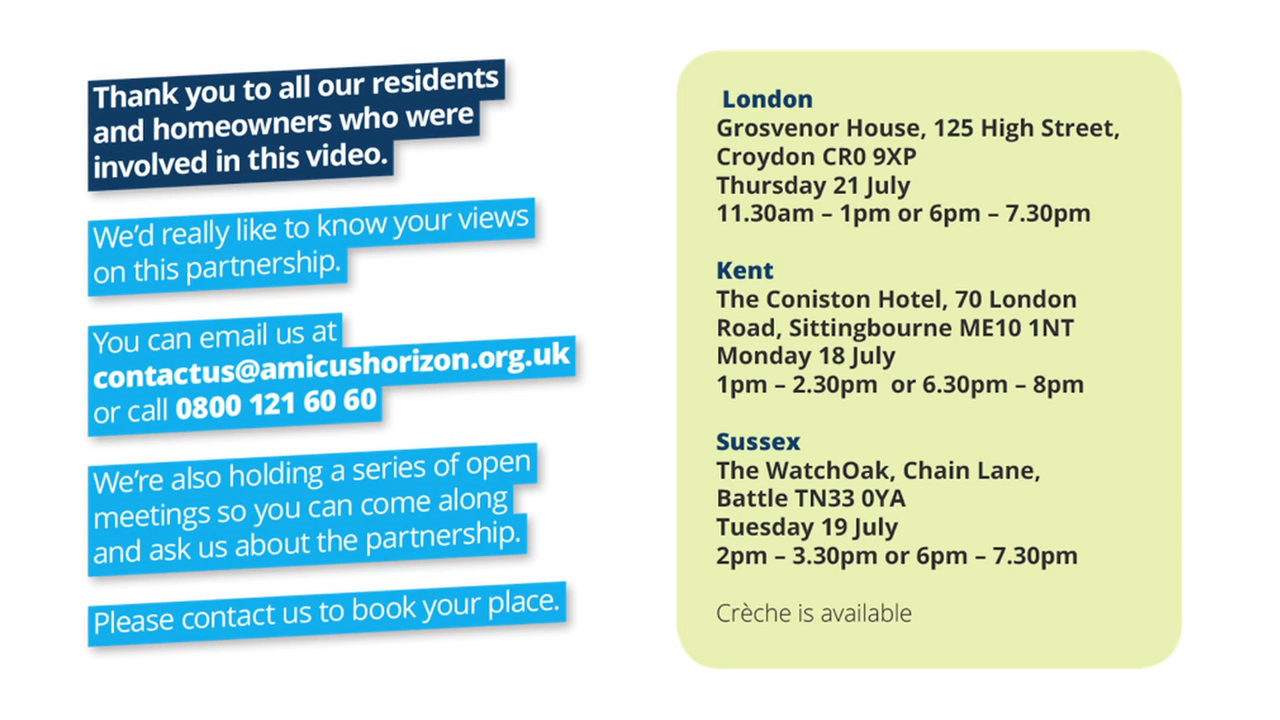 Thank you to all our residents
and homeowners who were
involved in this video.
We'd really like to know your views
on this partnership.
You can email us at
contactus@amicushorizon.org.uk
or call 0800 121 60 60
We're also holding a series of open
meetings so you can come along
and ask us about the partnership.
Please contact us to book your place.
London
Grosvenor House, 125 High Street,
Croydon CR0 9XP
Thursday 21 July
11.30am – 1pm or 6pm – 7.30pm
Kent
The Coniston Hotel, 70 London
Road, Sittingbourne ME10 1NT
Monday 18 July
1pm – 2.30pm or 6.30pm – 8pm
Sussex
The WatchOak, Chain Lane,
Battle TN33 0YA
Tuesday 19 July
2pm – 3.30pm or 6pm – 7.30pm
Crèche is available